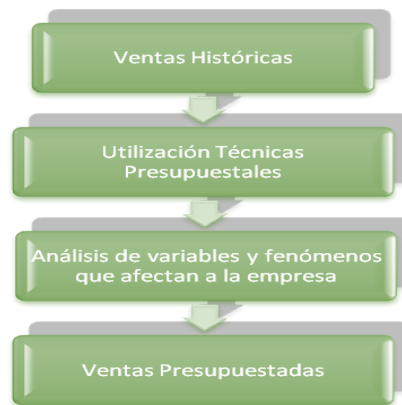 Ventas Históricas
Utilización Técnicas
Presupuestales
Análisis de variables y fenómenos
que afectan a la empresa
Ventas Presupuestadas